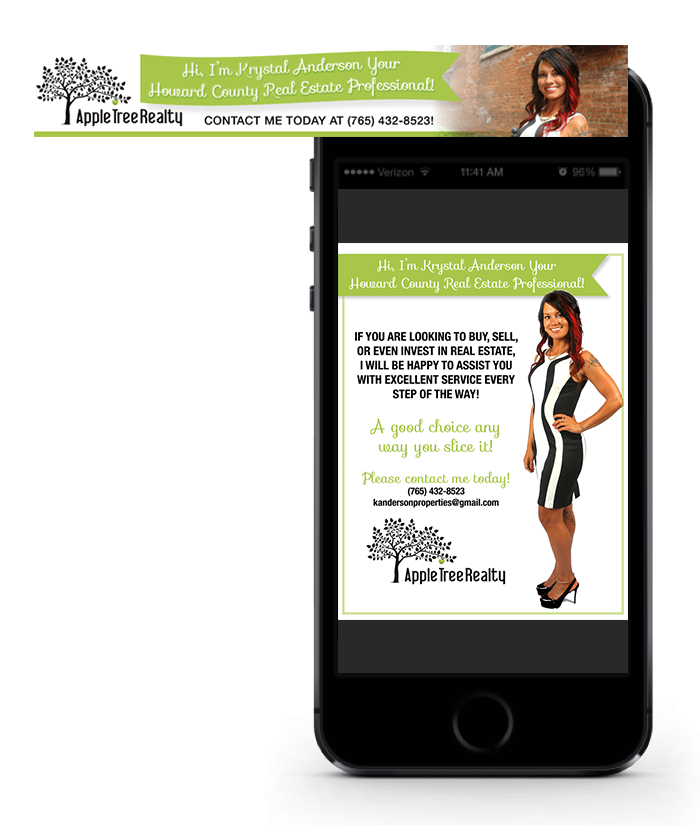 Hi, I'm Krystal Anderson Your
Howard County Real Estate Professional!
AppleTreeRealty
CONTACT ME TODAY AT (765) 432-8523!
Verizon 11:41 AM 96%
Hi, I'm Krystal Anderson Your
Howard County Real Estate Professional!
IF YOU ARE LOOKING TO BUY, SELL,
OR EVEN INVEST IN REAL ESTATE,
I WILL BE HAPPY TO ASSIST YOU
WITH EXCELLENT SERVICE EVERY
STEP OF THE WAY!
A good choice any
way you slice it!
Please contact me today!
(765) 432-8523
kandersonproperties@gmail.com
AppleTreeRealty